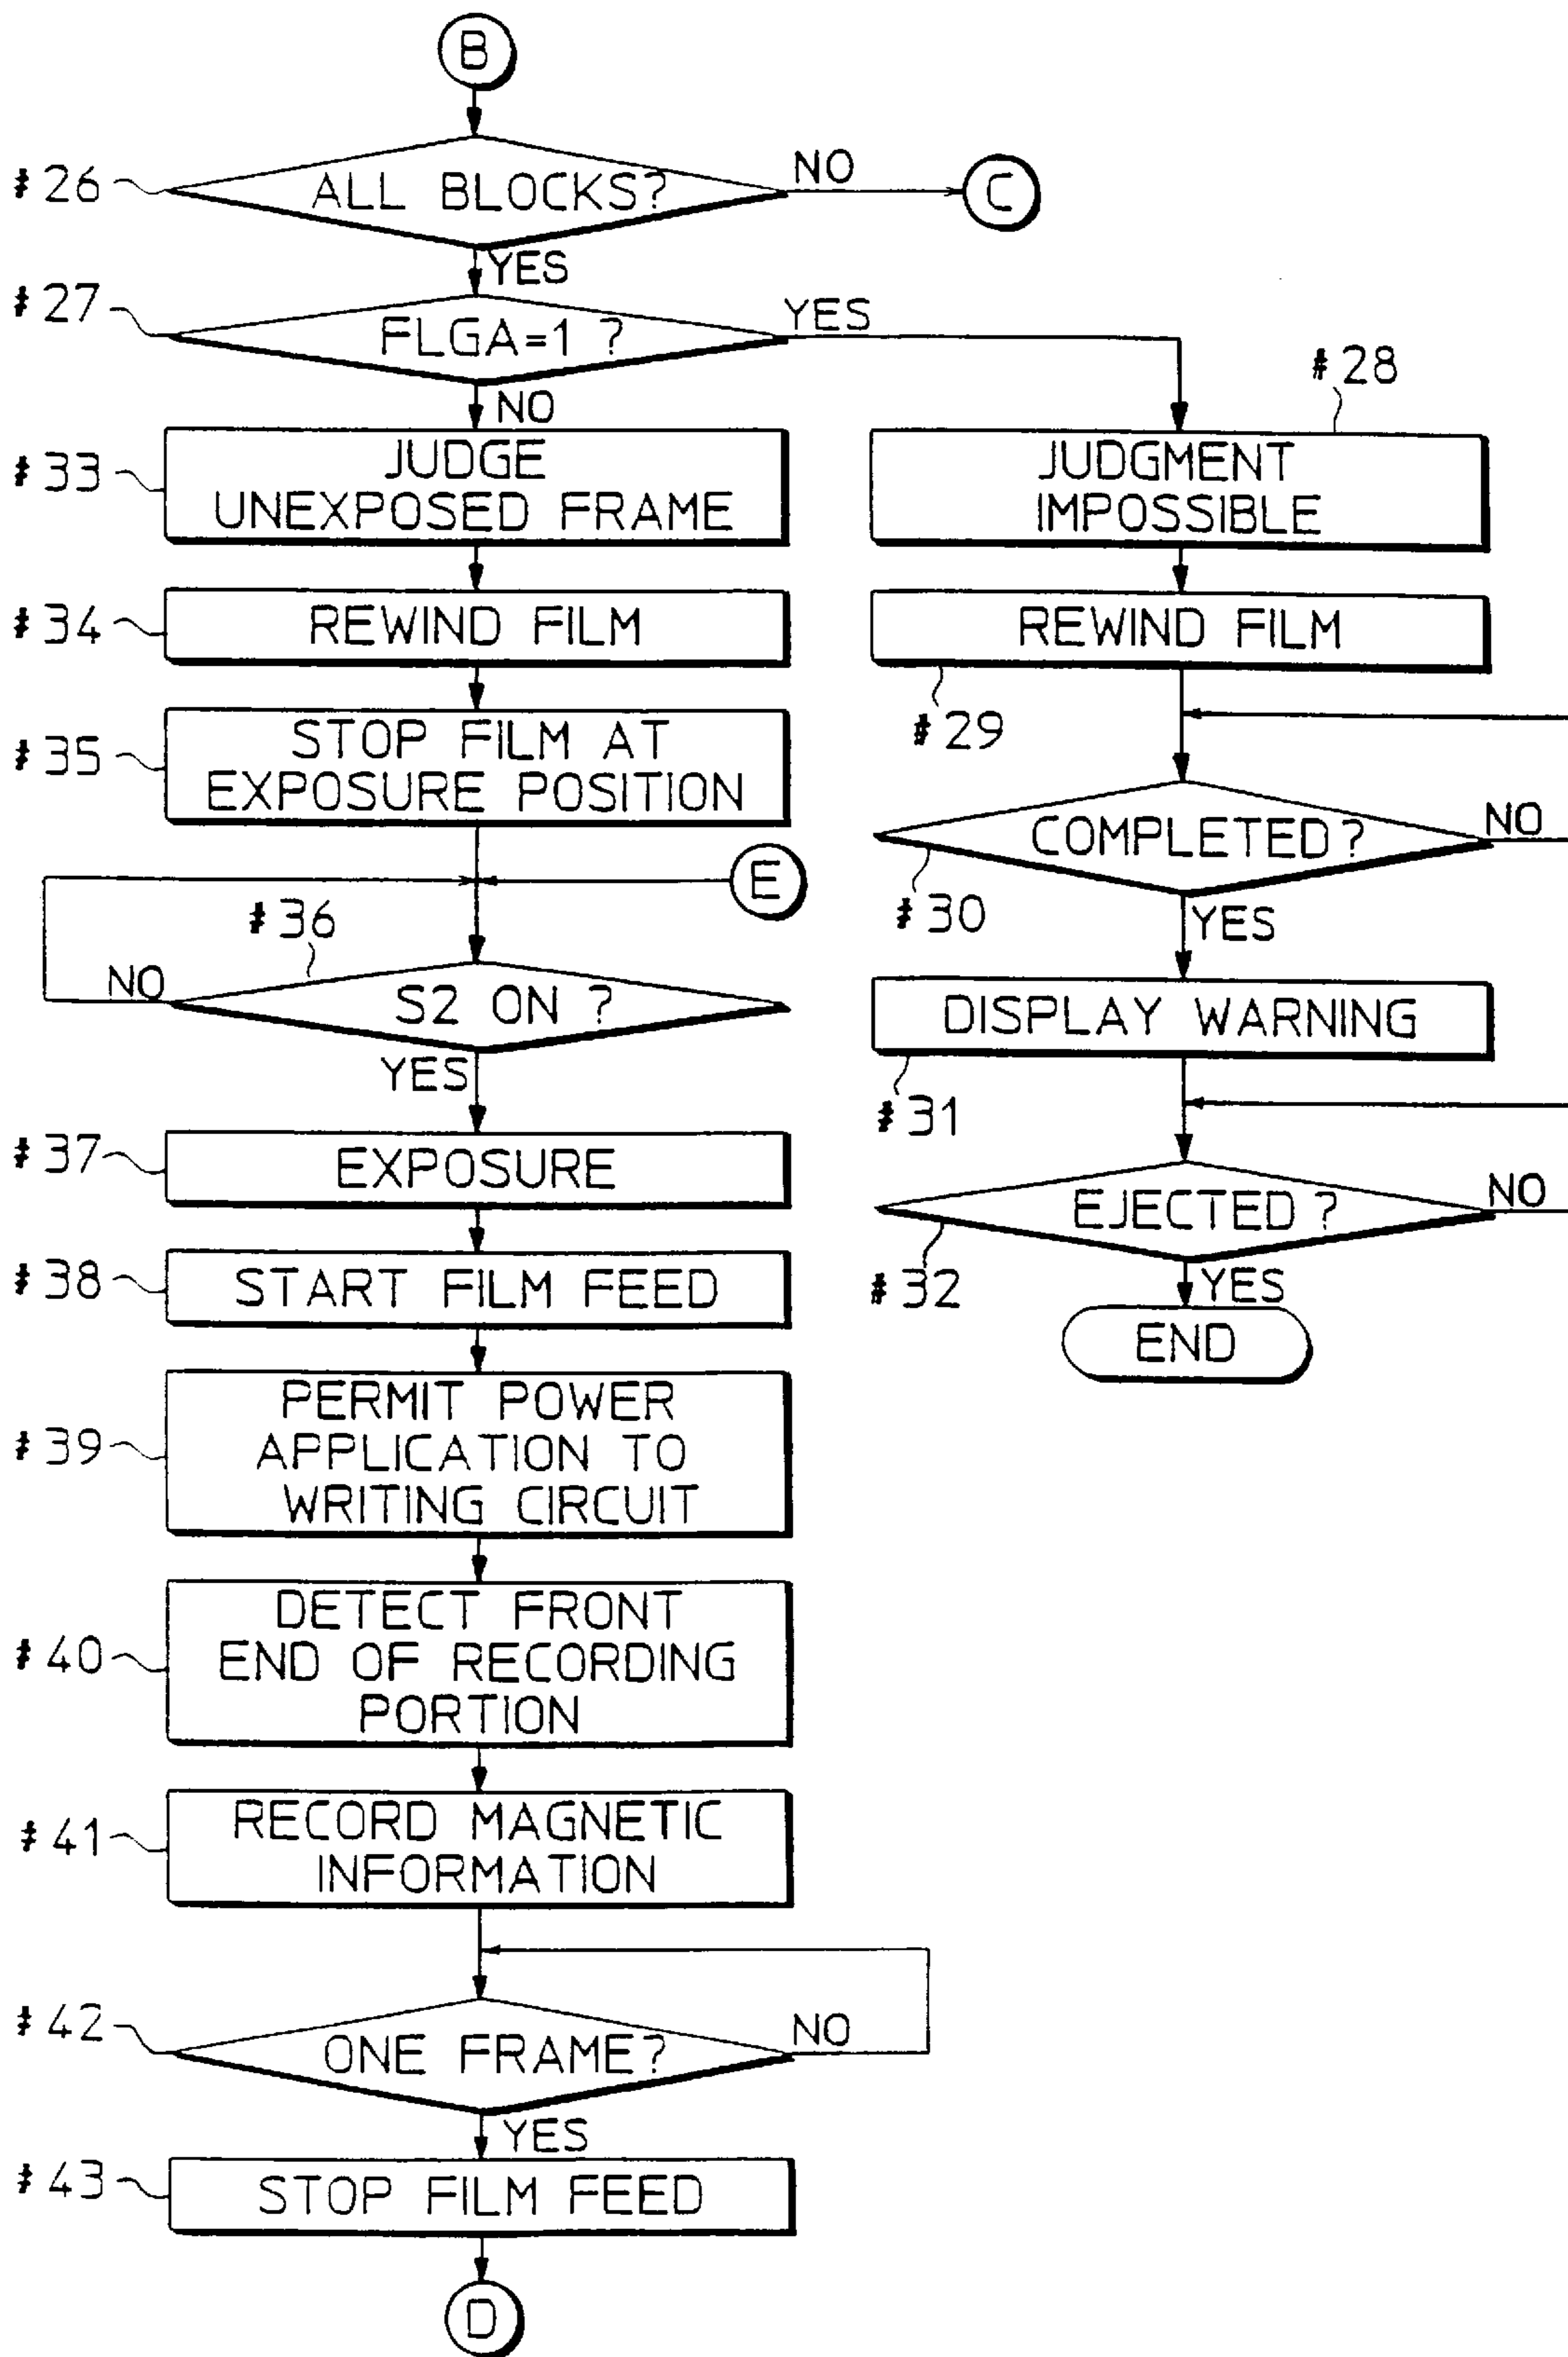 B
#26
ALL BLOCKS?
NO
C
YES
#27
FLGA=1 ?
YES
NO
#28
JUDGMENT
IMPOSSIBLE
#33
JUDGE
UNEXPOSED FRAME
#34
REWIND FILM
REWIND FILM
#29
#35
STOP FILM AT
EXPOSURE POSITION
COMPLETED?
NO
#30
YES
E
#36
NO
S2 ON ?
YES
DISPLAY WARNING
#31
#37
EXPOSURE
EJECTED?
NO
#32
YES
END
#38
START FILM FEED
#39
PERMIT POWER
APPLICATION TO
WRITING CIRCUIT
#40
DETECT FRONT
END OF RECORDING
PORTION
#41
RECORD MAGNETIC
INFORMATION
#42
ONE FRAME?
NO
YES
#43
STOP FILM FEED
D